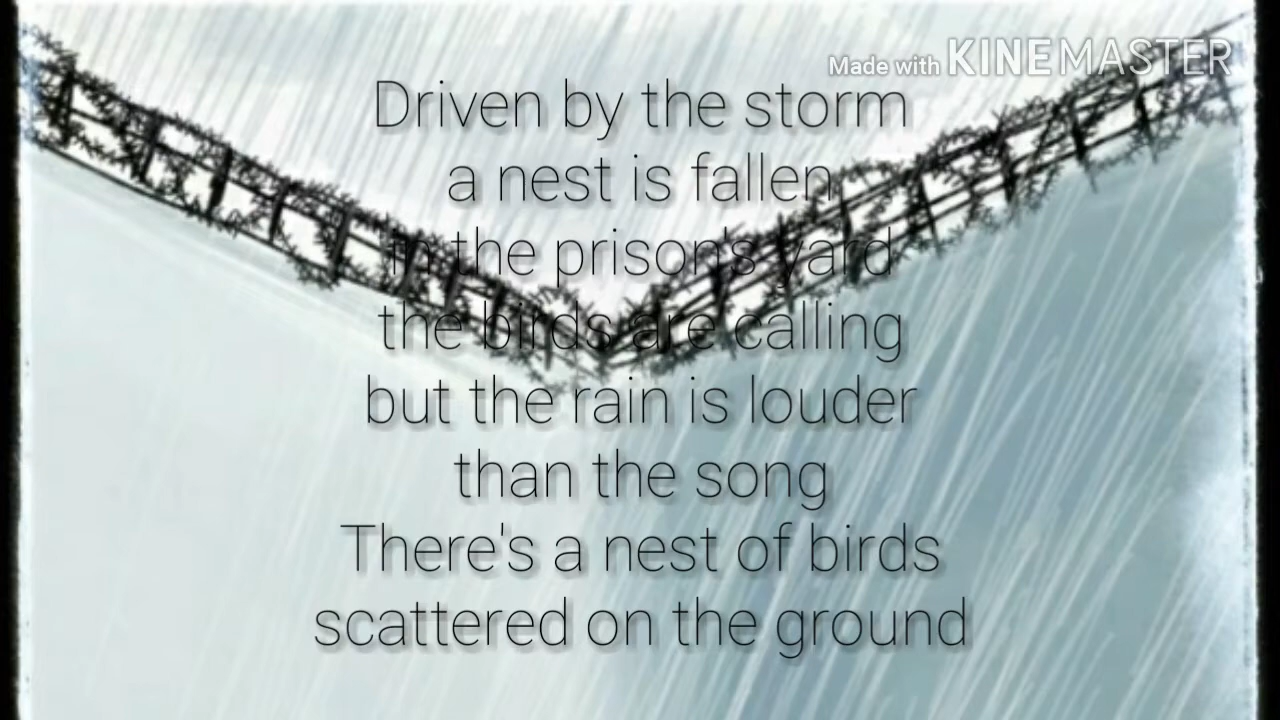 Made with KINEMASTER
Driven by the storm
a nest is fallen
in the prison's yard
the birds are calling
but the rain is louder
than the song
There's a nest of birds
scattered on the ground